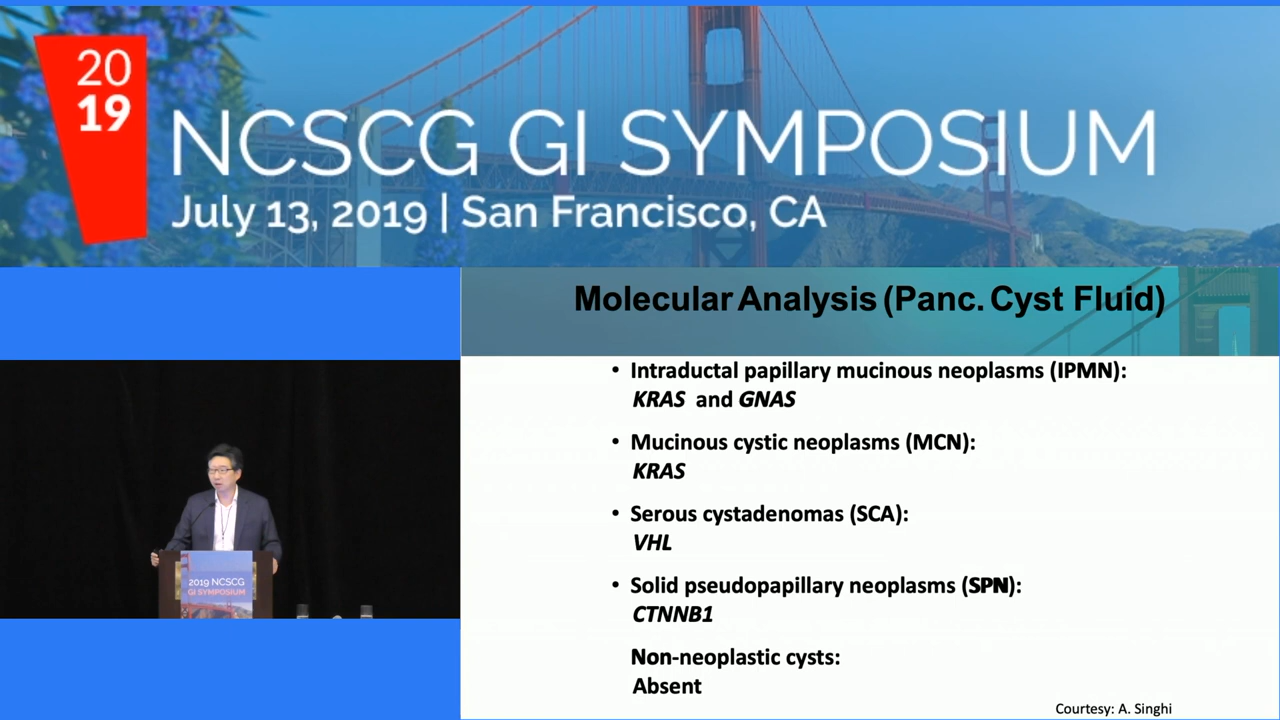 20
19
NCSCG GI SYMPOSIUM
July 13, 2019 | San Francisco, CA
Molecular Analysis (Panc. Cyst Fluid)
• Intraductal papillary mucinous neoplasms (IPMN):
KRAS and GNAS
• Mucinous cystic neoplasms (MCN):
KRAS
• Serous cystadenomas (SCA):
VHL
• Solid pseudopapillary neoplasms (SPN):
CTNNB1
Non-neoplastic cysts:
Absent
Courtesy: A. Singhi
2019 NCSCG
GI SYMPOSIUM